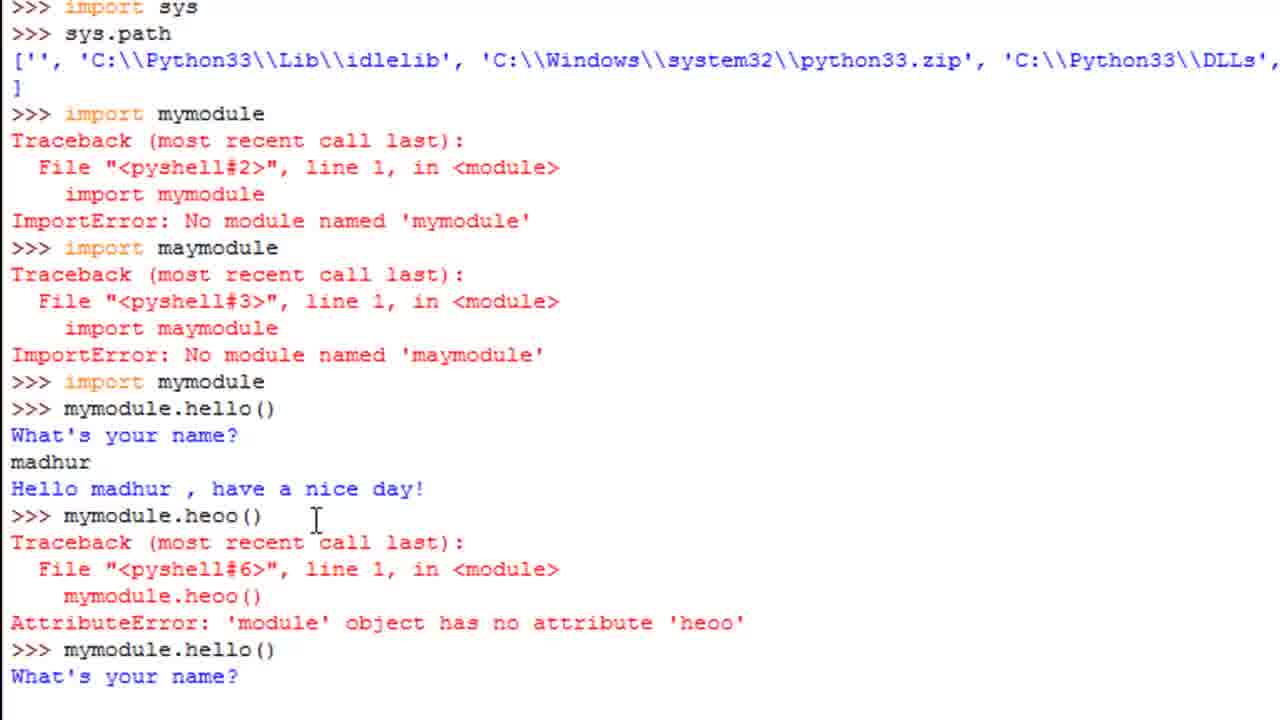 >>> import sys
>>> sys.path
['', 'C:\\Python33\\Lib\\idlelib', 'C:\\Windows\\system32\\python33.zip', 'C:\\Python33\\DLLs',
]
>>> import mymodule
Traceback (most recent call last):
  File "<pyshell#2>", line 1, in <module>
    import mymodule
ImportError: No module named 'mymodule'
>>> import maymodule
Traceback (most recent call last):
  File "<pyshell#3>", line 1, in <module>
    import maymodule
ImportError: No module named 'maymodule'
>>> import mymodule
>>> mymodule.hello()
What's your name?
madhur
Hello madhur , have a nice day!
>>> mymodule.heoo()
Traceback (most recent call last):
  File "<pyshell#6>", line 1, in <module>
    mymodule.heoo()
AttributeError: 'module' object has no attribute 'heoo'
>>> mymodule.hello()
What's your name?